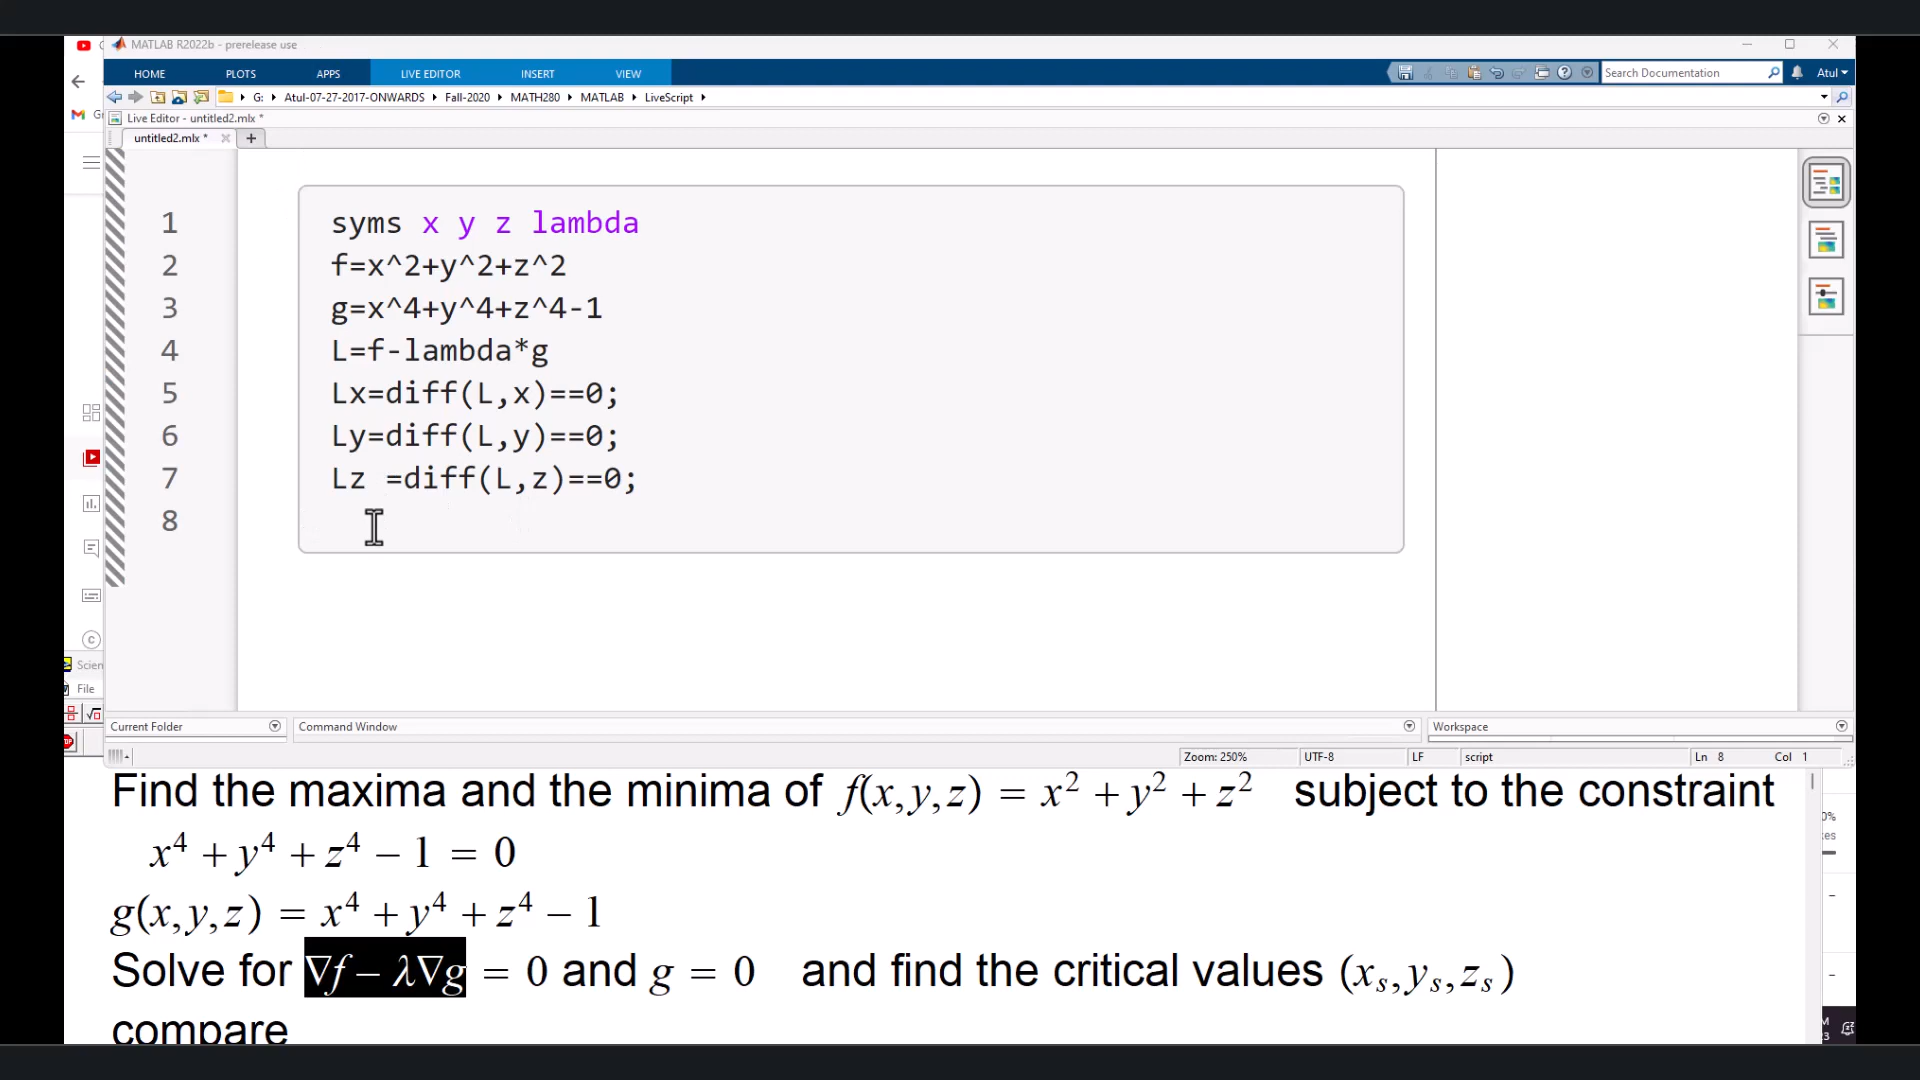 MATLAB R2022b - prerelease use
HOME PLOTS APPS LIVE EDITOR INSERT VIEW
Search Documentation
Atul
G: Atul-07-27-2017-ONWARDS Fall-2020 MATH280 MATLAB LiveScript
Live Editor - untitled2.mlx *
untitled2.mlx *
1 syms x y z lambda
2 f=x^2+y^2+z^2
3 g=x^4+y^4+z^4-1
4 L=f-lambda*g
5 Lx=diff(L,x)==0;
6 Ly=diff(L,y)==0;
7 Lz =diff(L,z)==0;
8
Scien
File
Current Folder
Command Window
Workspace
Zoom: 250% UTF-8 LF script Ln 8 Col 1
Find the maxima and the minima of f(x,y,z) = x² + y² + z² subject to the constraint
x⁴ + y⁴ + z⁴ − 1 = 0
g(x,y,z) = x⁴ + y⁴ + z⁴ − 1
Solve for ∇f − λ∇g = 0 and g = 0 and find the critical values (xₛ,yₛ,zₛ)
compare